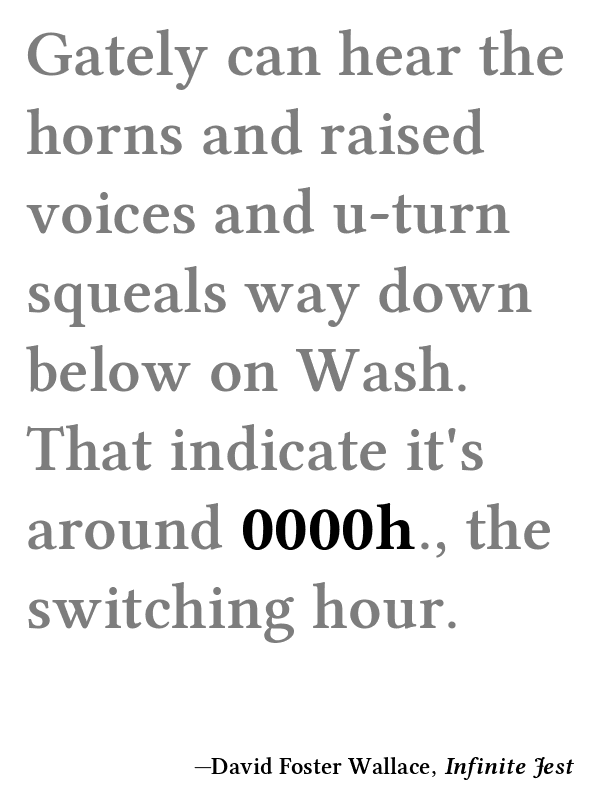 Gately can hear the
horns and raised
voices and u-turn
squeals way down
below on Wash.
That indicate it's
around 0000h., the
switching hour.
—David Foster Wallace, Infinite Jest